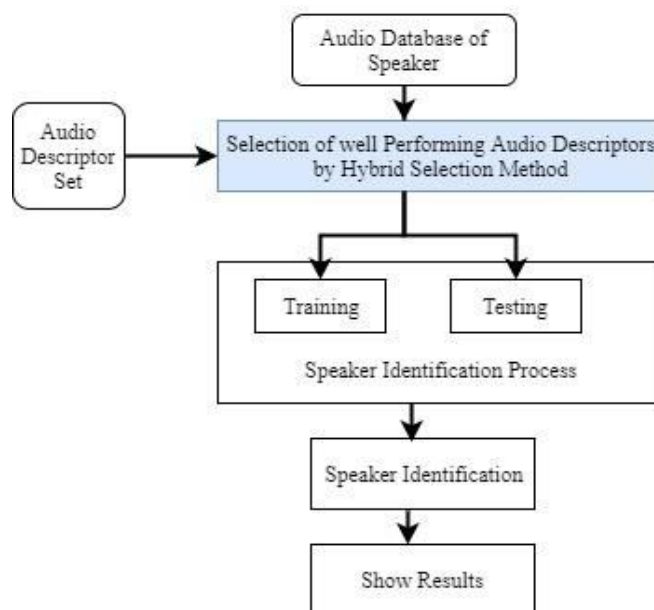 Audio Database of
Speaker
Audio
Descriptor
Set
Selection of well Performing Audio Descriptors
by Hybrid Selection Method
Training
Testing
Speaker Identification Process
Speaker Identification
Show Results